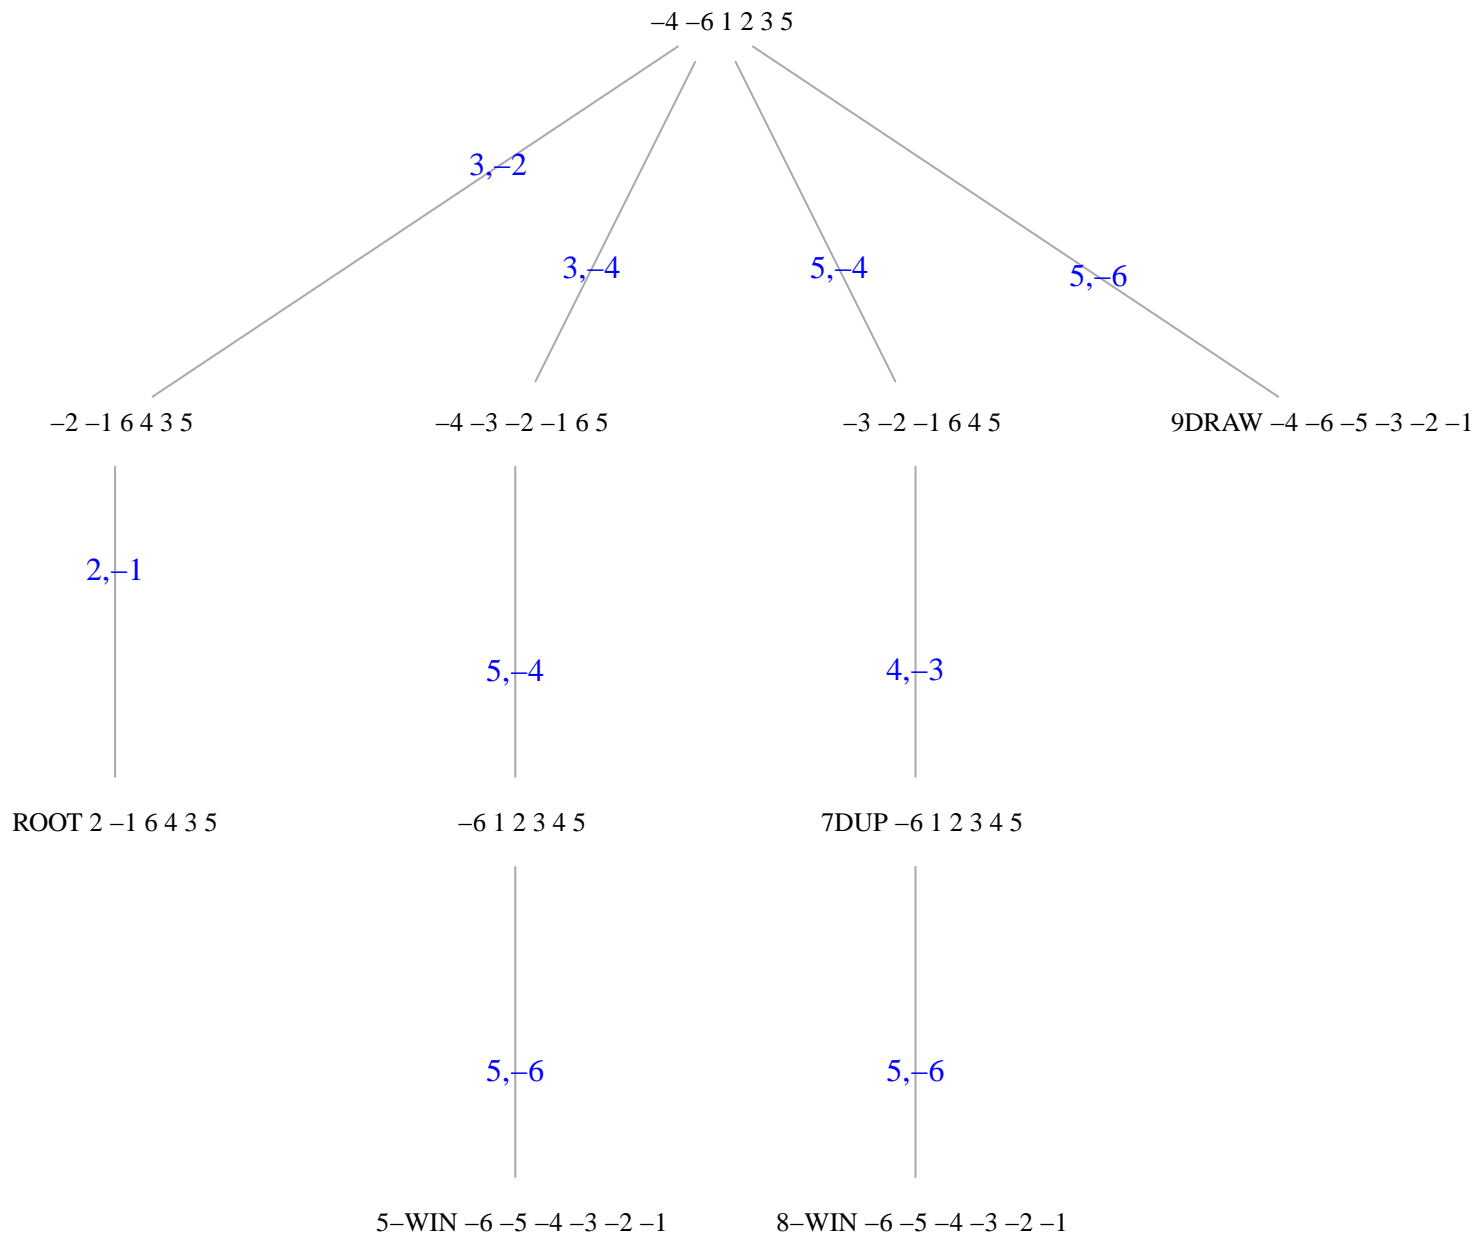 –4 –6 1 2 3 5
3,–2
3,–4
5,–4
5,–6
–2 –1 6 4 3 5
–4 –3 –2 –1 6 5
–3 –2 –1 6 4 5
9DRAW –4 –6 –5 –3 –2 –1
2,–1
5,–4
4,–3
ROOT 2 –1 6 4 3 5
–6 1 2 3 4 5
7DUP –6 1 2 3 4 5
5,–6
5,–6
5–WIN –6 –5 –4 –3 –2 –1
8–WIN –6 –5 –4 –3 –2 –1